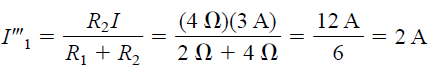 I'''₁ = R₂I / (R₁ + R₂) = (4 Ω)(3 A) / (2 Ω + 4 Ω) = 12 A / 6 = 2 A